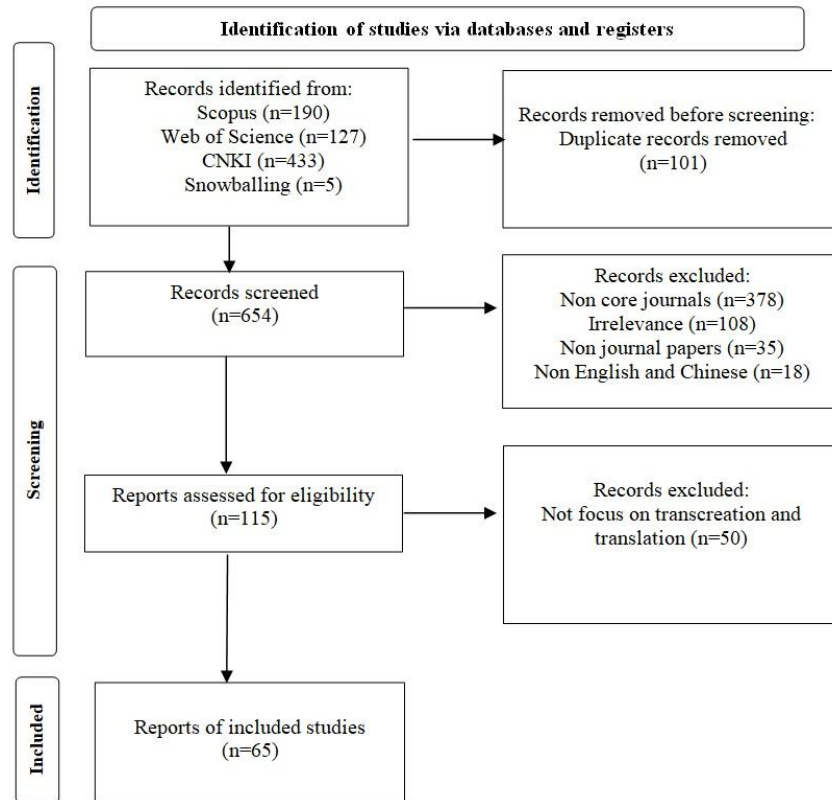 Identification of studies via databases and registers
Identification
Records identified from:
Scopus (n=190)
Web of Science (n=127)
CNKI (n=433)
Snowballing (n=5)
Records removed before screening:
Duplicate records removed
(n=101)
Screening
Records screened
(n=654)
Records excluded:
Non core journals (n=378)
Irrelevance (n=108)
Non journal papers (n=35)
Non English and Chinese (n=18)
Reports assessed for eligibility
(n=115)
Records excluded:
Not focus on transcreation and
translation (n=50)
Included
Reports of included studies
(n=65)